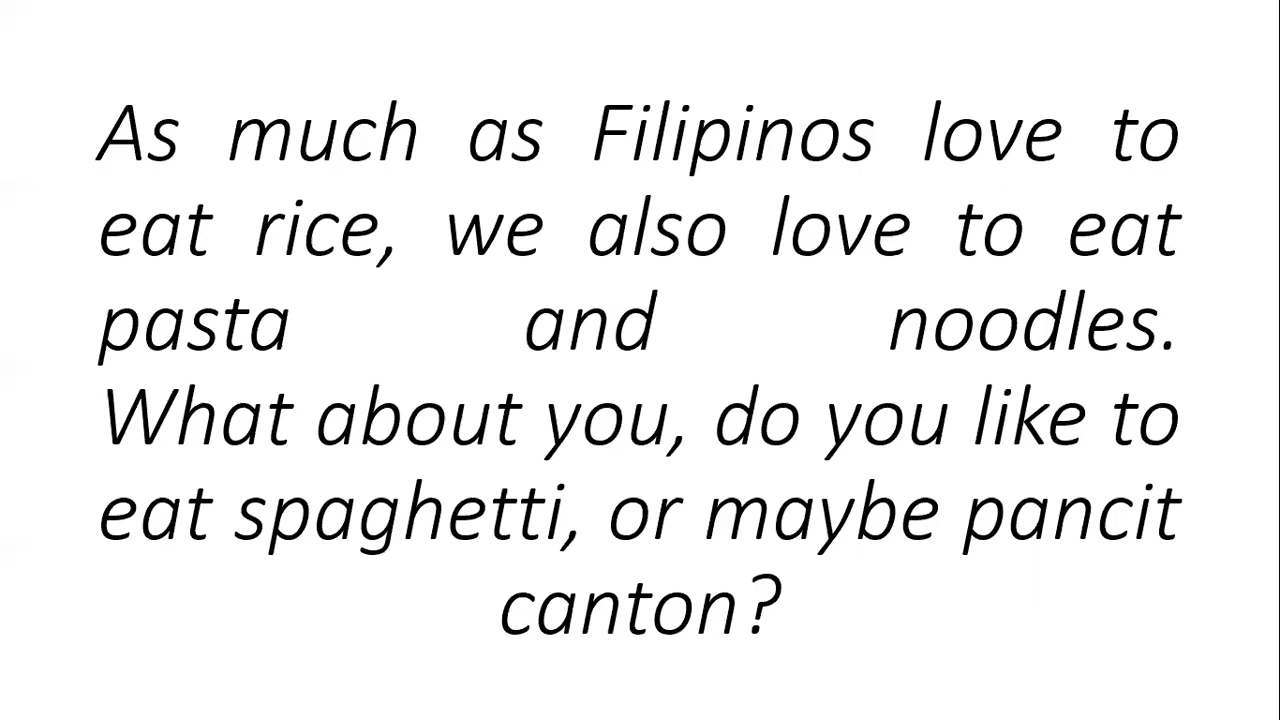 As much as Filipinos love to
eat rice, we also love to eat
pasta and noodles.
What about you, do you like to
eat spaghetti, or maybe pancit
canton?